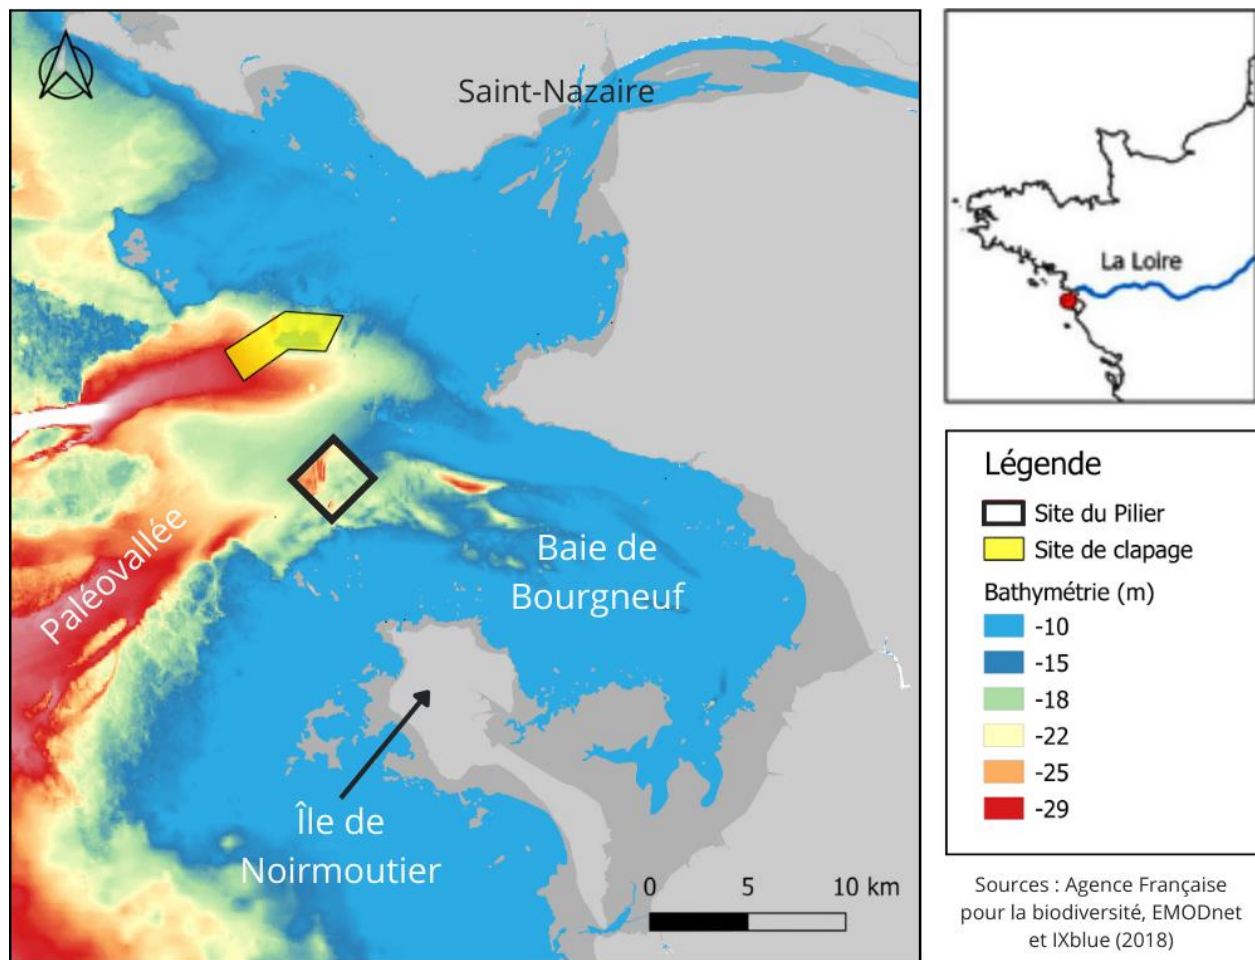 Saint-Nazaire
Paléovallée
Baie de
Bourgneuf
Île de
Noirmoutier
0 5 10 km
La Loire
Légende
Site du Pilier
Site de clapage
Bathymétrie (m)
-10
-15
-18
-22
-25
-29
Sources : Agence Française
pour la biodiversité, EMODnet
et IXblue (2018)